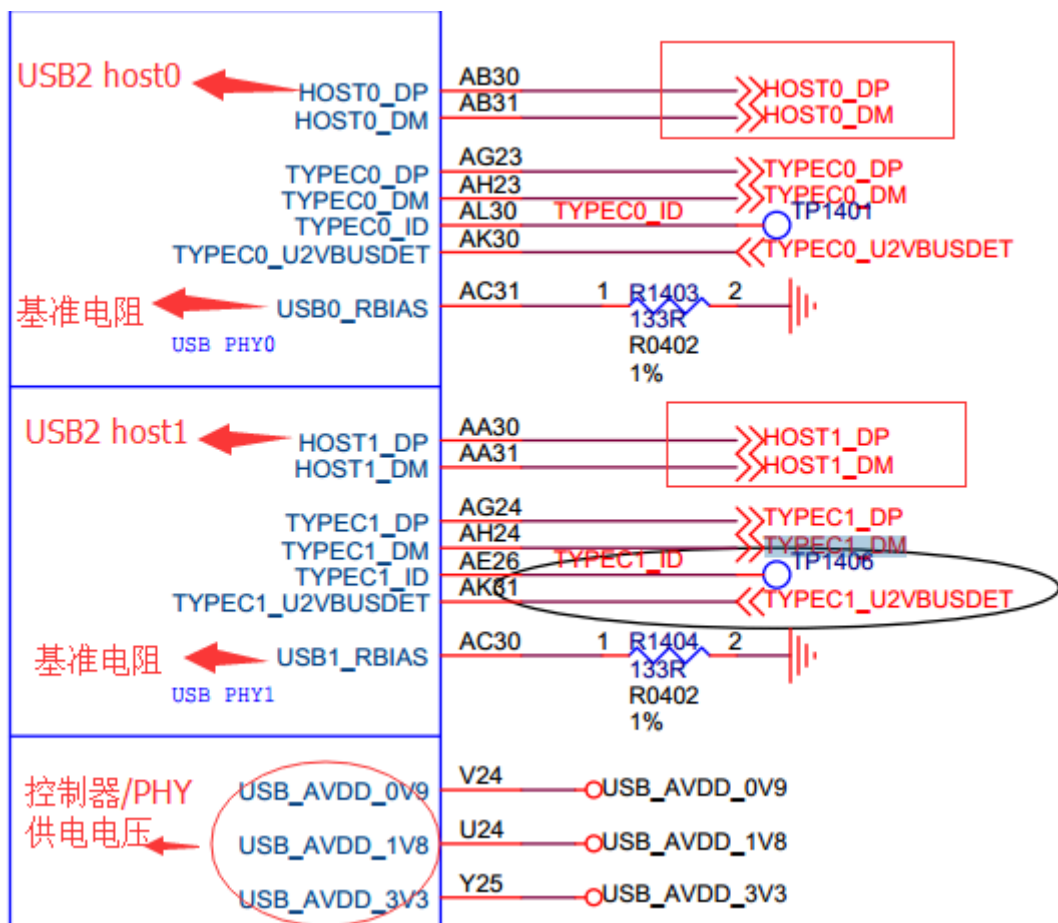 USB2 host0
HOST0_DP AB30 HOST0_DP
HOST0_DM AB31 HOST0_DM
TYPEC0_DP AG23 TYPEC0_DP
TYPEC0_DM AH23 TYPEC0_DM
TYPEC0_ID AL30 TYPEC0_ID TP1401
TYPEC0_U2VBUSDET AK30 TYPEC0_U2VBUSDET
基准电阻 USB0_RBIAS AC31 1 R1403 2
133R
USB PHY0 R0402
1%
USB2 host1
HOST1_DP AA30 HOST1_DP
HOST1_DM AA31 HOST1_DM
TYPEC1_DP AG24 TYPEC1_DP
TYPEC1_DM AH24 TYPEC1_DM
TYPEC1_ID AE26 TYPEC1_ID TP1406
TYPEC1_U2VBUSDET AK31 TYPEC1_U2VBUSDET
基准电阻 USB1_RBIAS AC30 1 R1404 2
133R
USB PHY1 R0402
1%
控制器/PHY
供电电压
USB_AVDD_0V9 V24 USB_AVDD_0V9
USB_AVDD_1V8 U24 USB_AVDD_1V8
USB_AVDD_3V3 Y25 USB_AVDD_3V3